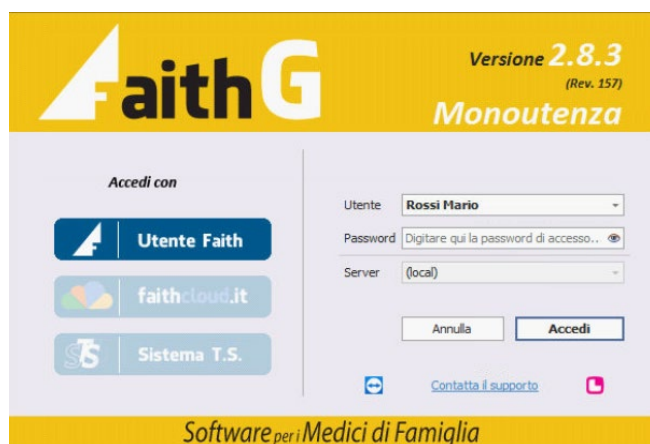 Faith G
Versione 2.8.3
(Rev. 157)
Monoutenza
Accedi con
Utente Faith
faithcloud.it
STS Sistema T.S.
Utente Rossi Mario
Password Digitare qui la password di accesso..
Server (local)
Annulla Accedi
Contatta il supporto
Software per i Medici di Famiglia